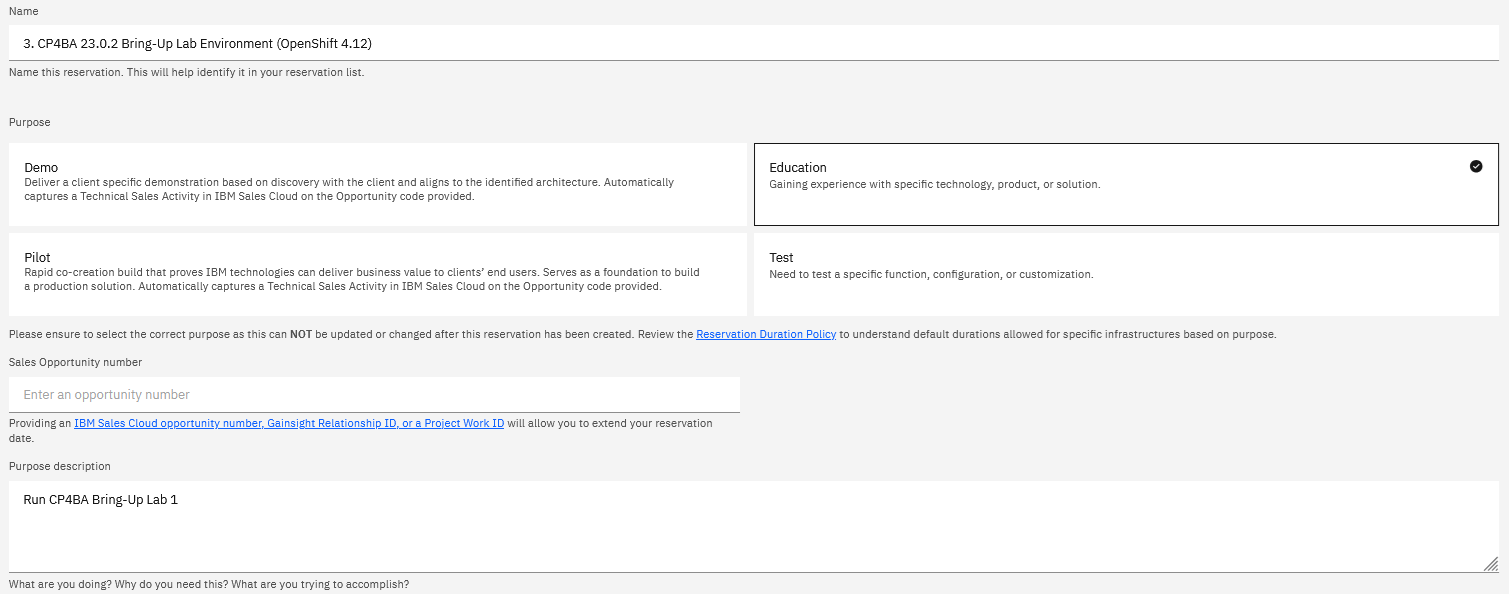 Name
3. CP4BA 23.0.2 Bring-Up Lab Environment (OpenShift 4.12)
Name this reservation. This will help identify it in your reservation list.
Purpose
Demo
Deliver a client specific demonstration based on discovery with the client and aligns to the identified architecture. Automatically
captures a Technical Sales Activity in IBM Sales Cloud on the Opportunity code provided.
Education
Gaining experience with specific technology, product, or solution.
Pilot
Rapid co-creation build that proves IBM technologies can deliver business value to clients’ end users. Serves as a foundation to build
a production solution. Automatically captures a Technical Sales Activity in IBM Sales Cloud on the Opportunity code provided.
Test
Need to test a specific function, configuration, or customization.
Please ensure to select the correct purpose as this can NOT be updated or changed after this reservation has been created. Review the Reservation Duration Policy to understand default durations allowed for specific infrastructures based on purpose.
Sales Opportunity number
Enter an opportunity number
Providing an IBM Sales Cloud opportunity number, Gainsight Relationship ID, or a Project Work ID will allow you to extend your reservation
date.
Purpose description
Run CP4BA Bring-Up Lab 1
What are you doing? Why do you need this? What are you trying to accomplish?